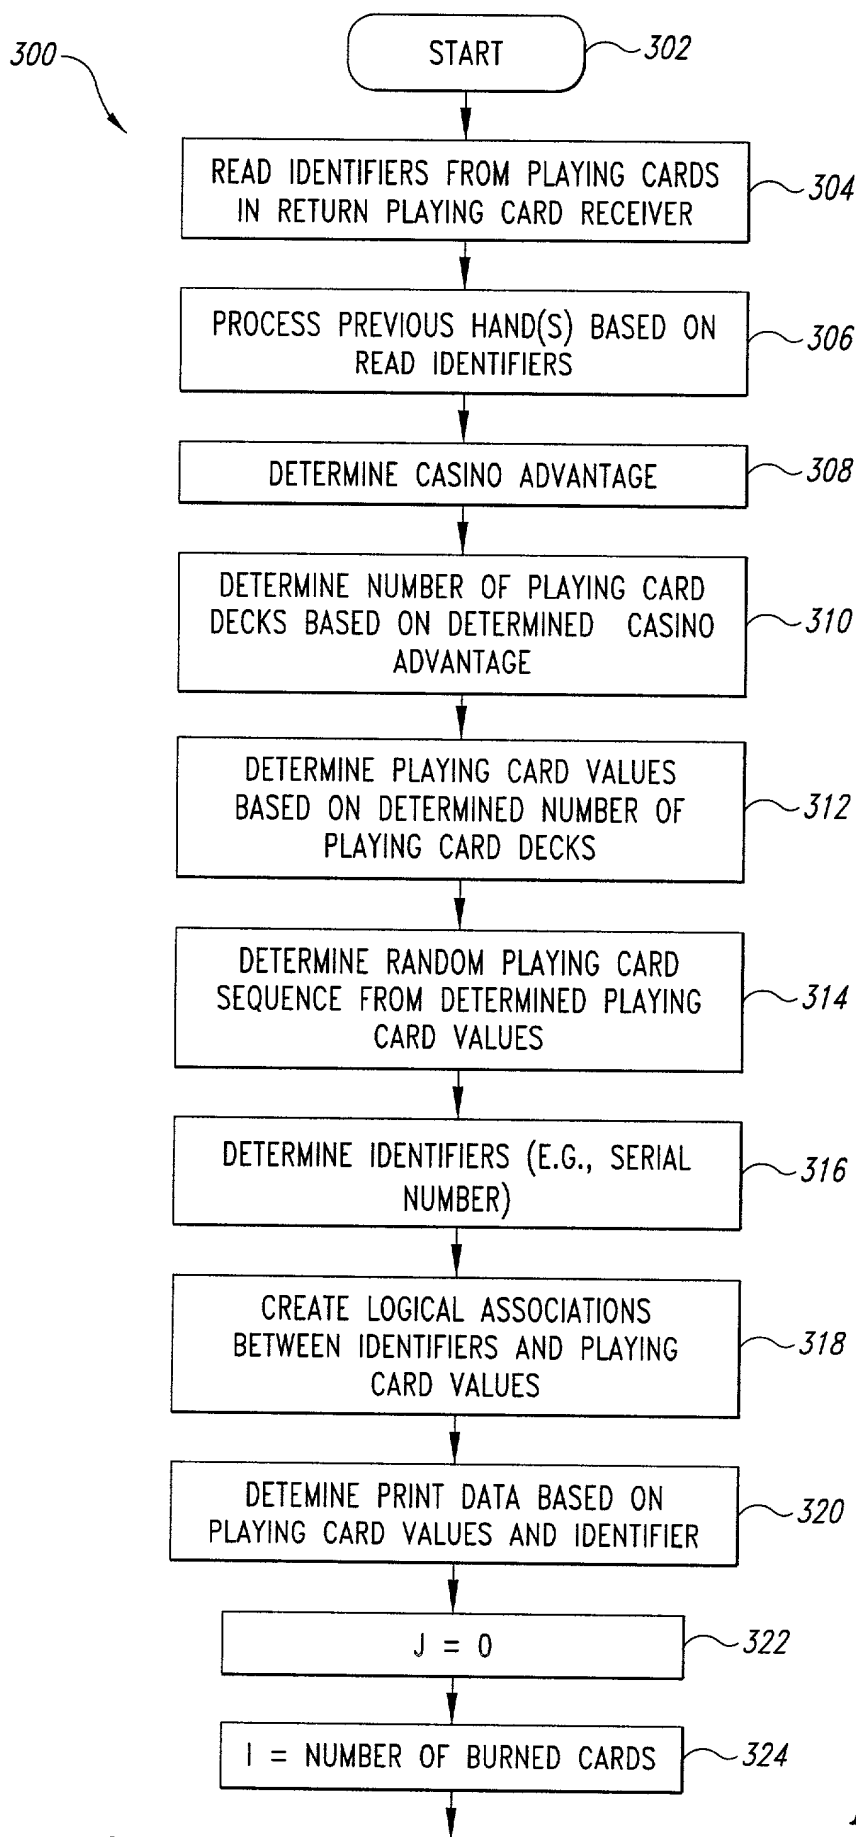 300
START
302
READ IDENTIFIERS FROM PLAYING CARDS
IN RETURN PLAYING CARD RECEIVER
304
PROCESS PREVIOUS HAND(S) BASED ON
READ IDENTIFIERS
306
DETERMINE CASINO ADVANTAGE
308
DETERMINE NUMBER OF PLAYING CARD
DECKS BASED ON DETERMINED CASINO
ADVANTAGE
310
DETERMINE PLAYING CARD VALUES
BASED ON DETERMINED NUMBER OF
PLAYING CARD DECKS
312
DETERMINE RANDOM PLAYING CARD
SEQUENCE FROM DETERMINED PLAYING
CARD VALUES
314
DETERMINE IDENTIFIERS (E.G., SERIAL
NUMBER)
316
CREATE LOGICAL ASSOCIATIONS
BETWEEN IDENTIFIERS AND PLAYING
CARD VALUES
318
DETEMINE PRINT DATA BASED ON
PLAYING CARD VALUES AND IDENTIFIER
320
J = 0
322
I = NUMBER OF BURNED CARDS
324